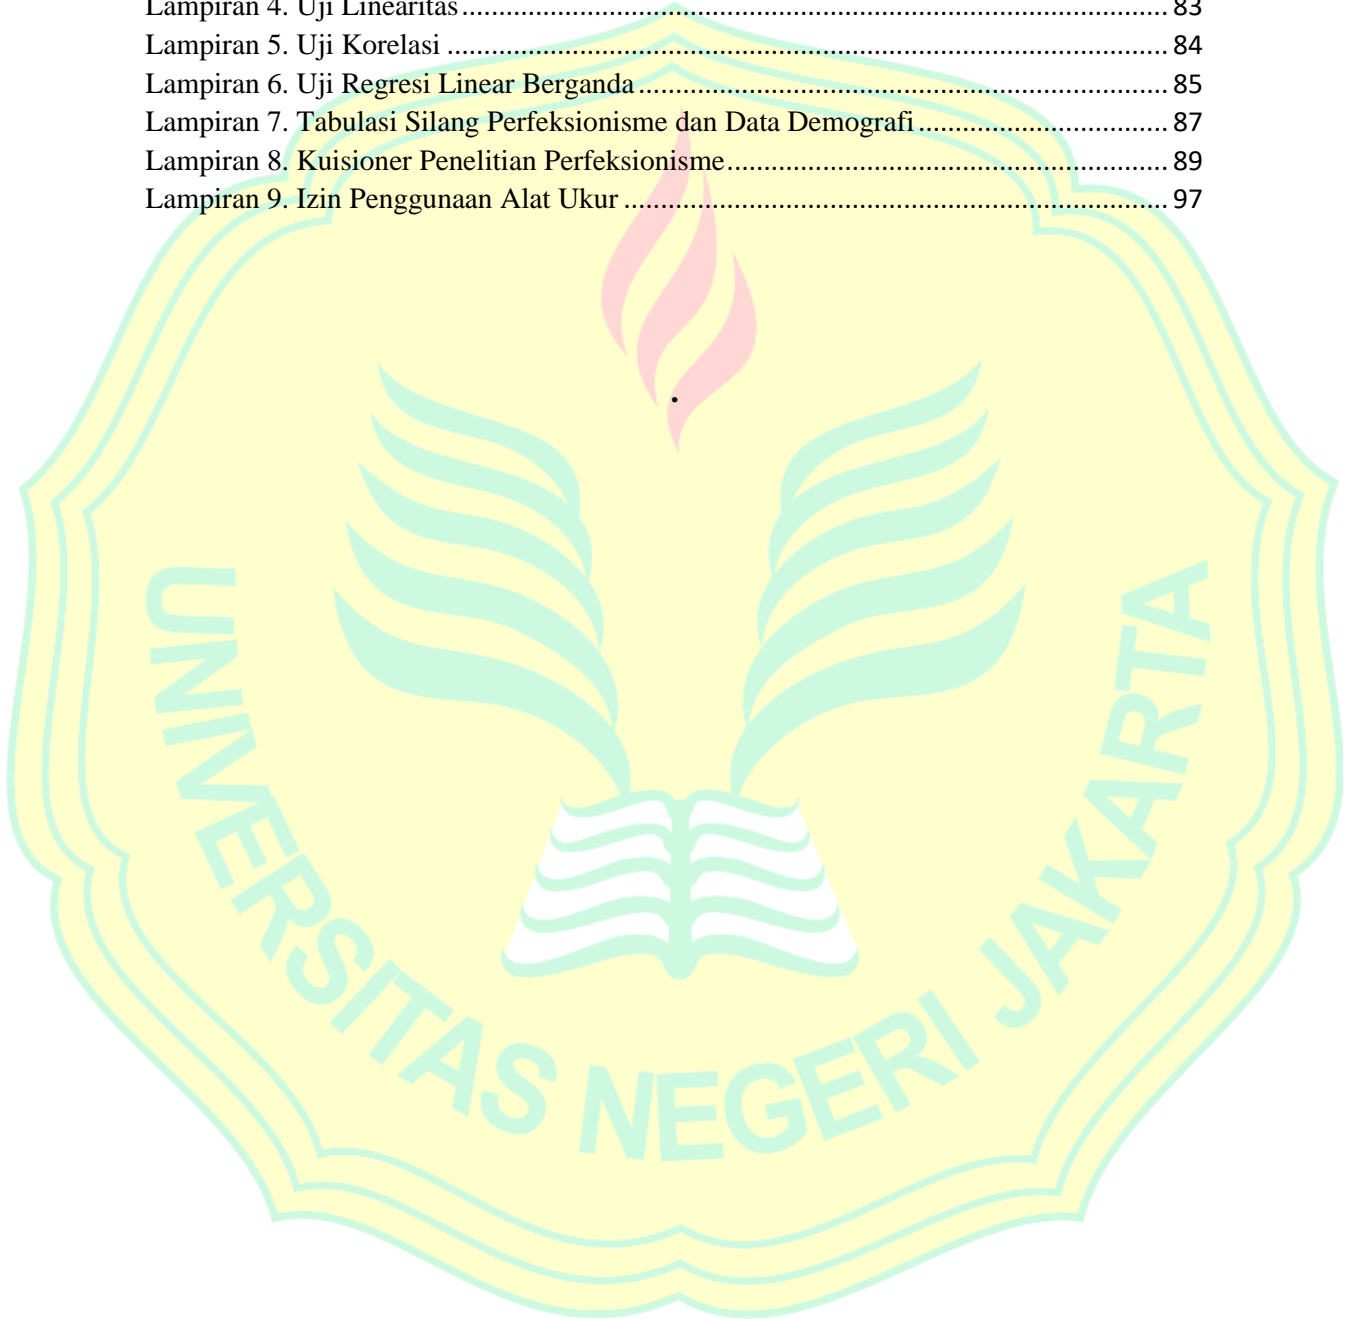 Lampiran 4. Uji Linearitas.................................................................................................. 83
Lampiran 5. Uji Korelasi .................................................................................................. 84
Lampiran 6. Uji Regresi Linear Berganda........................................................................ 85
Lampiran 7. Tabulasi Silang Perfeksionisme dan Data Demografi.................................. 87
Lampiran 8. Kuisioner Penelitian Perfeksionisme............................................................ 89
Lampiran 9. Izin Penggunaan Alat Ukur .......................................................................... 97
.
UNIVERSITAS NEGERI JAKARTA